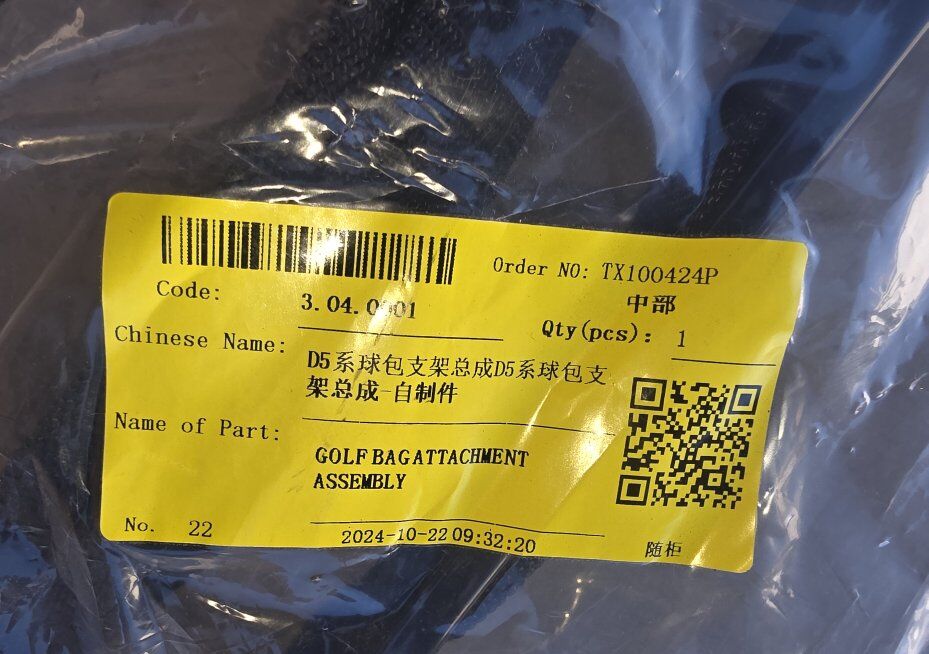 Order NO: TX100424P
Code:
中部
Qty(pcs): 1
Chinese Name: D5系球包支架总成D5系球包支
架总成-自制件
Name of Part: GOLF BAG ATTACHMENT
ASSEMBLY
No. 22
2024-10-22 09:32:20
随柜